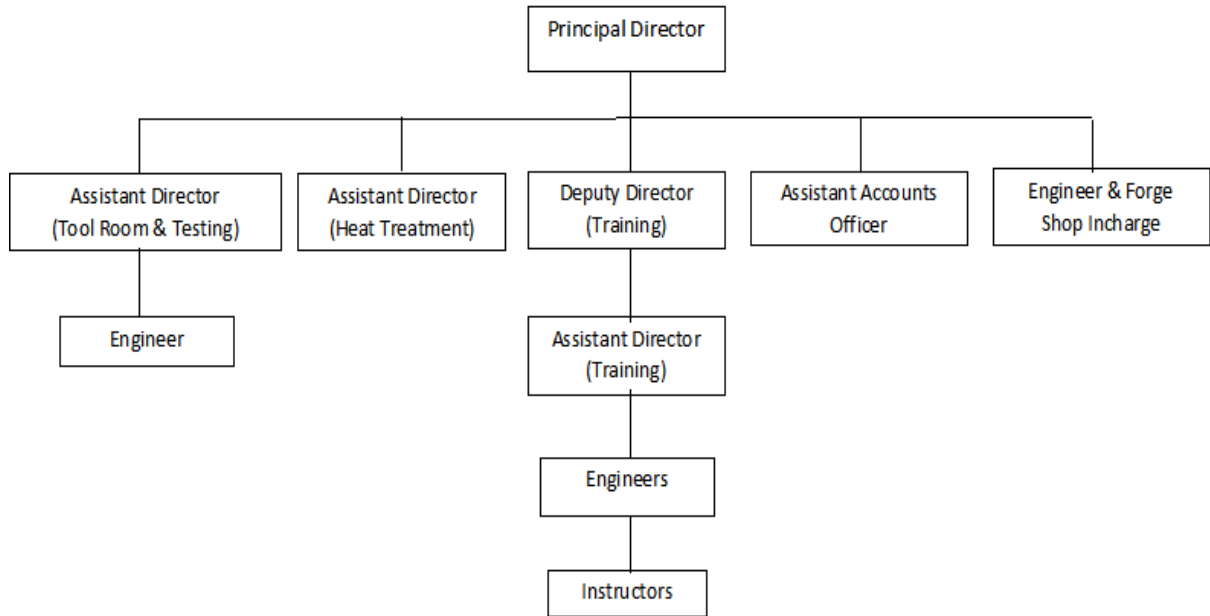 Principal Director
Assistant Director
(Tool Room & Testing)
Assistant Director
(Heat Treatment)
Deputy Director
(Training)
Assistant Accounts
Officer
Engineer & Forge
Shop Incharge
Engineer
Assistant Director
(Training)
Engineers
Instructors